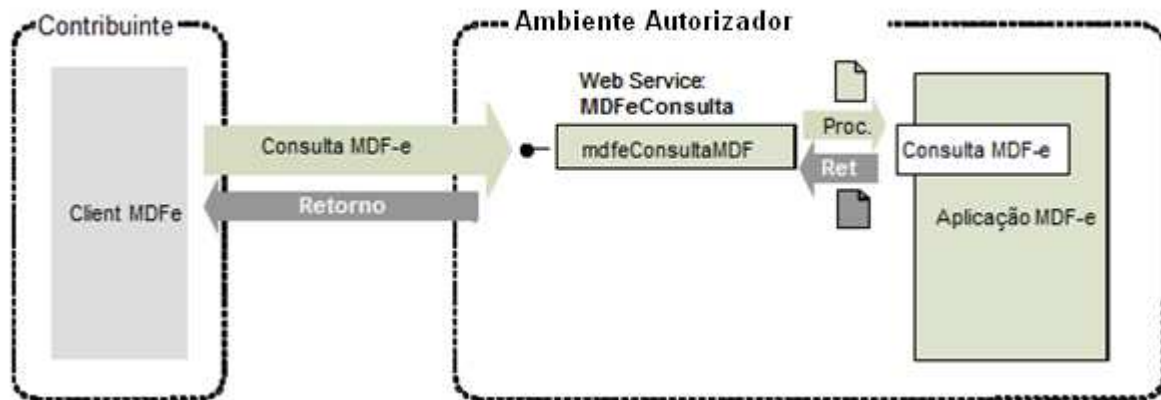 Contribuinte
Ambiente Autorizador
Web Service:
MDFeConsulta
Consulta MDF-e
mdfeConsultaMDF
Proc.
Ret
Consulta MDF-e
Retorno
Client MDFe
Aplicação MDF-e